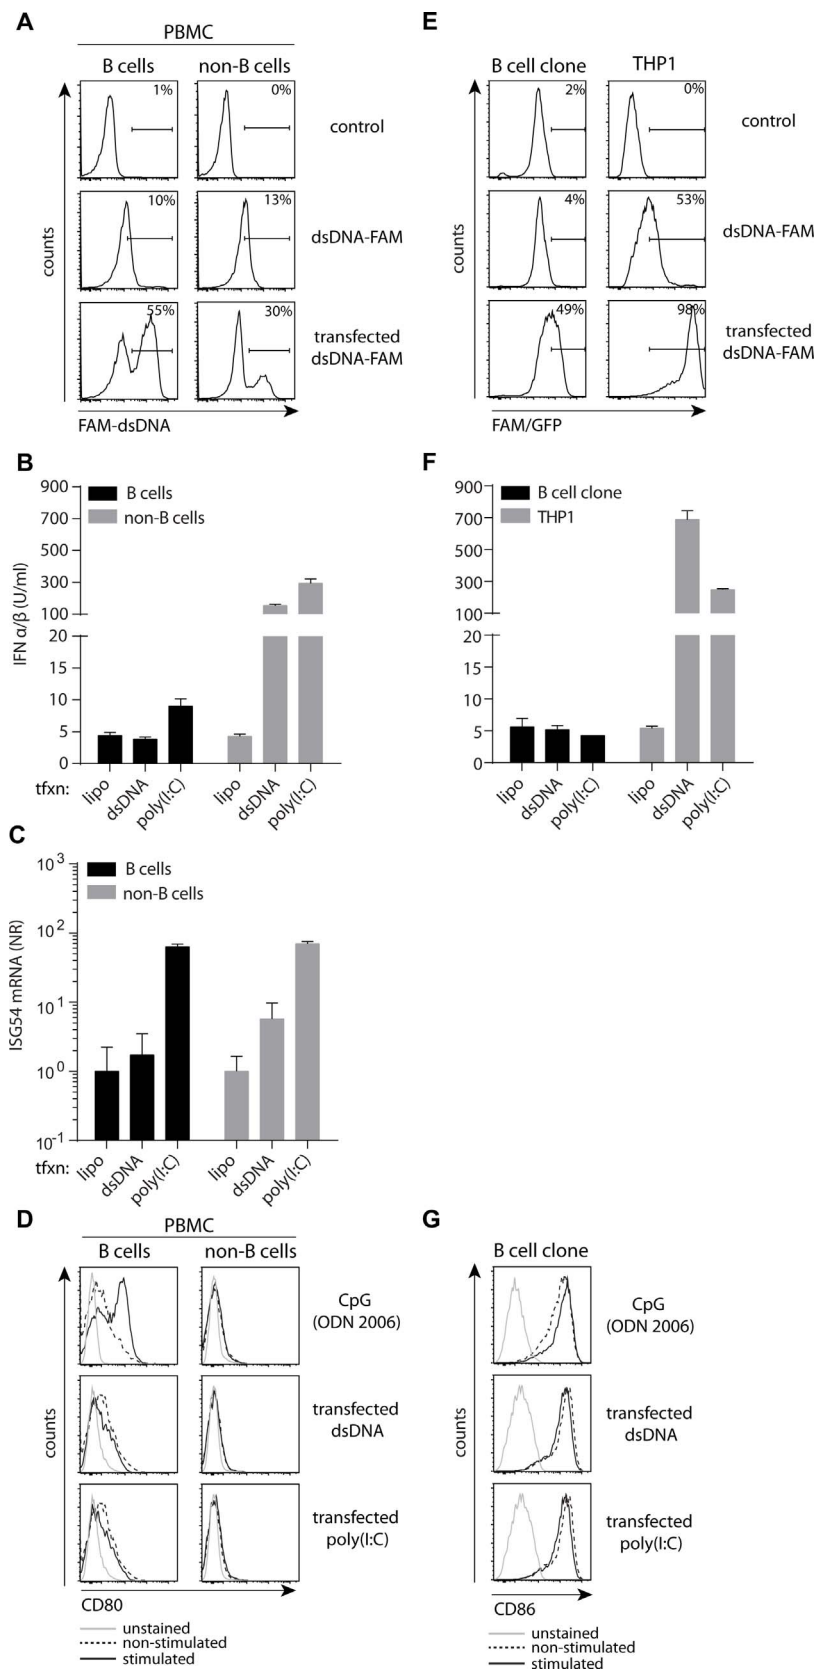 A
PBMC
B cells
non-B cells
1%
0%
control
10%
13%
dsDNA-FAM
55%
30%
transfected
dsDNA-FAM
counts
FAM-dsDNA
E
B cell clone
THP1
2%
0%
control
4%
53%
dsDNA-FAM
49%
98%
transfected
dsDNA-FAM
counts
FAM/GFP
B
B cells
non-B cells
900
700
500
300
100
20
15
10
5
0
IFN α/β (U/ml)
tfxn:
lipo
dsDNA
poly(I:C)
lipo
dsDNA
poly(I:C)
F
B cell clone
THP1
900
700
500
300
100
20
15
10
5
0
lipo
dsDNA
poly(I:C)
lipo
dsDNA
poly(I:C)
C
B cells
non-B cells
10³
10²
10¹
10⁰
10⁻¹
ISG54 mRNA (NR)
tfxn:
lipo
dsDNA
poly(I:C)
lipo
dsDNA
poly(I:C)
D
PBMC
B cells
non-B cells
CpG
(ODN 2006)
transfected
dsDNA
transfected
poly(I:C)
counts
CD80
unstained
non-stimulated
stimulated
G
B cell clone
CpG
(ODN 2006)
transfected
dsDNA
transfected
poly(I:C)
counts
CD86
unstained
non-stimulated
stimulated